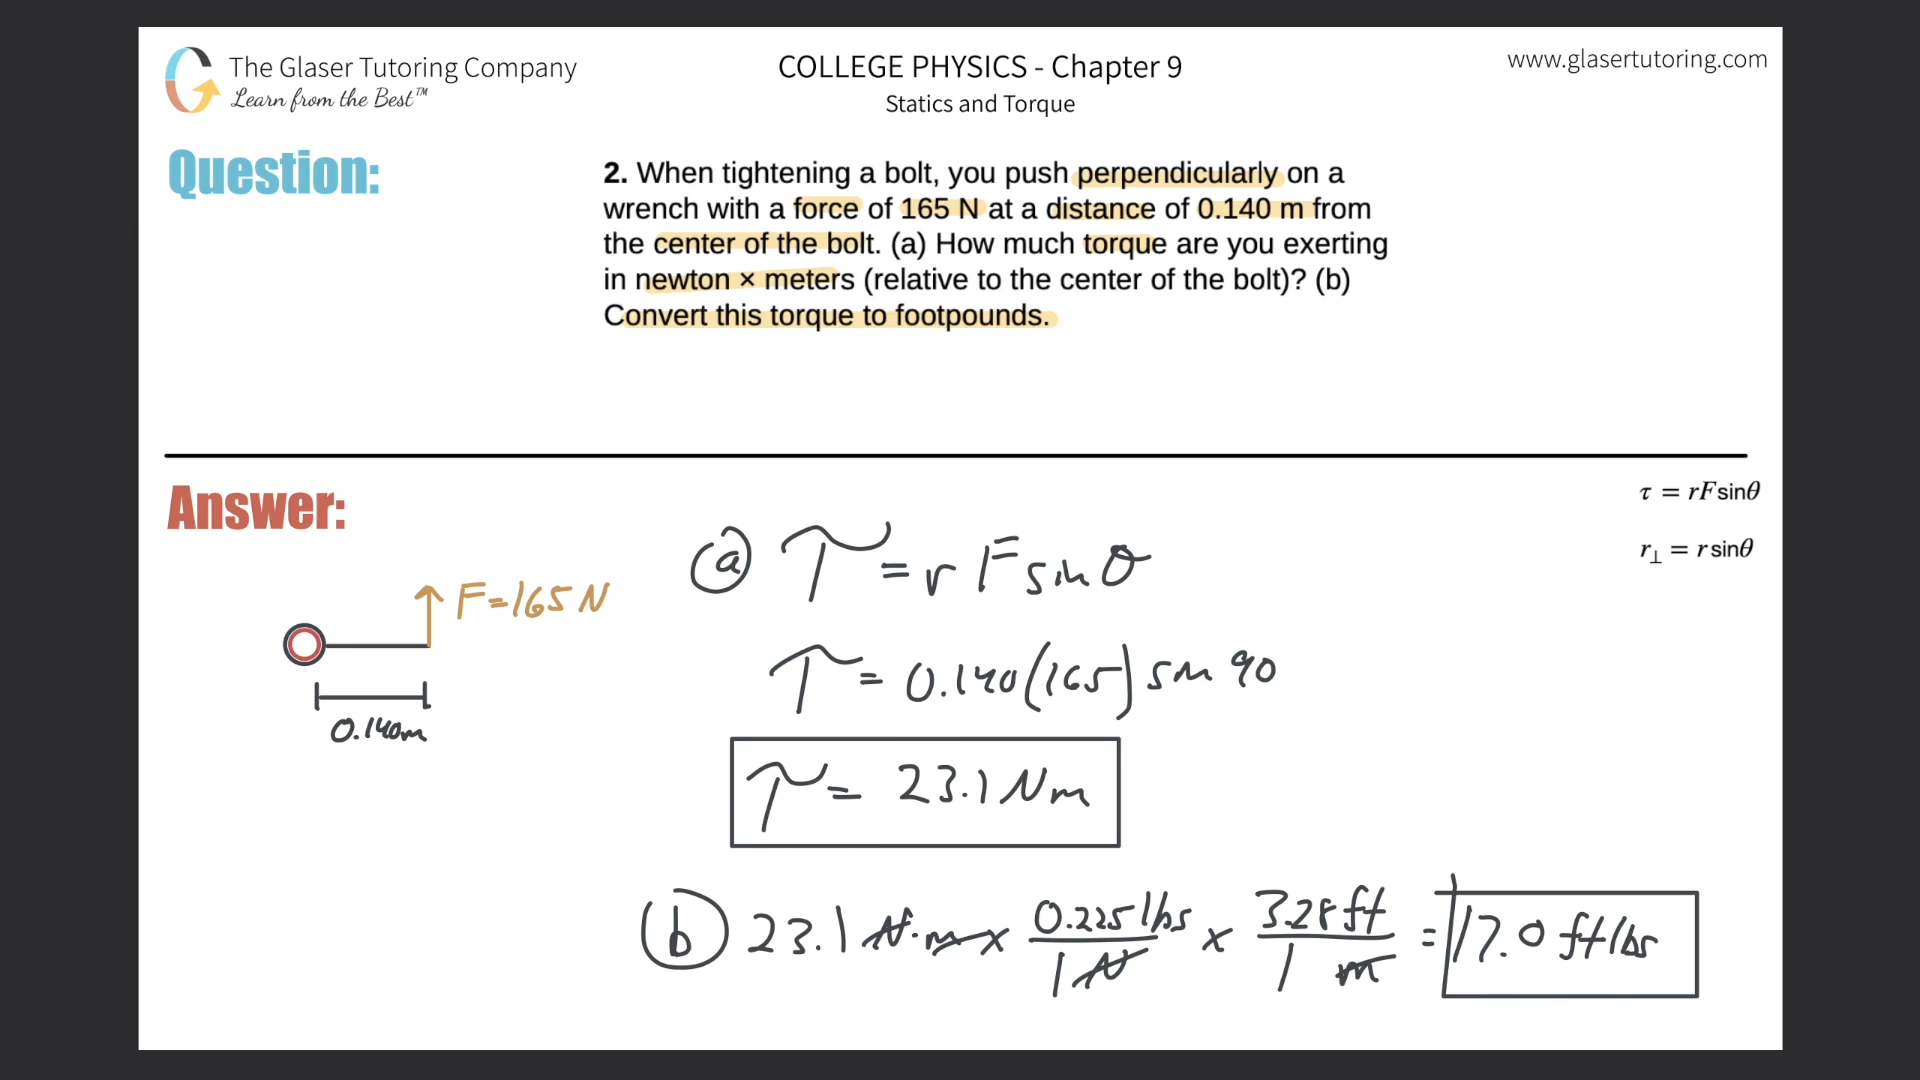 The Glaser Tutoring Company
Learn from the Best™
COLLEGE PHYSICS - Chapter 9
Statics and Torque
www.glasertutoring.com
Question:
2. When tightening a bolt, you push perpendicularly on a
wrench with a force of 165 N at a distance of 0.140 m from
the center of the bolt. (a) How much torque are you exerting
in newton × meters (relative to the center of the bolt)? (b)
Convert this torque to footpounds.
Answer:
τ = rFsinθ
r⊥ = rsinθ
F=165 N
0.140m
(a) τ = r F sin θ
τ = 0.140(165) sin 90
τ = 23.1 Nm
(b) 23.1 N·m x 0.225 lbs / 1 N x 3.28 ft / 1 m = 17.0 ft lbs